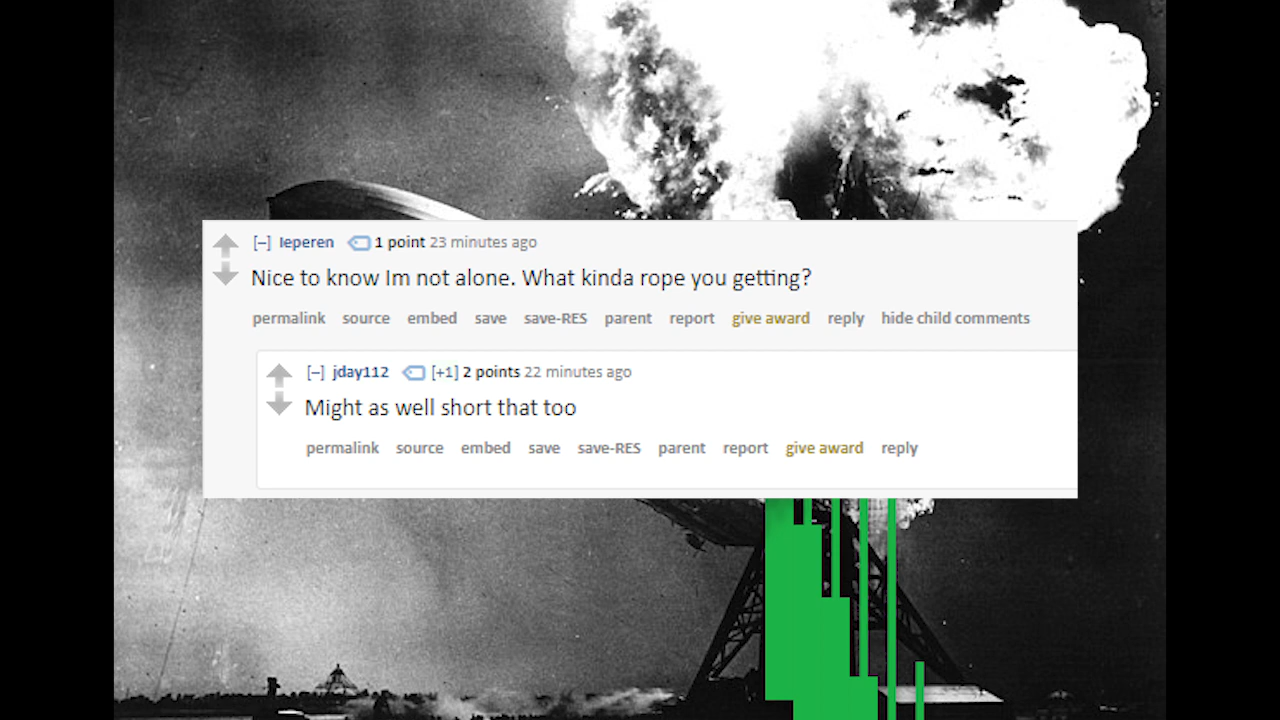 [–] leperen 1 point 23 minutes ago
Nice to know Im not alone. What kinda rope you getting?
permalink source embed save save-RES parent report give award reply hide child comments
[–] jday112 [+1] 2 points 22 minutes ago
Might as well short that too
permalink source embed save save-RES parent report give award reply